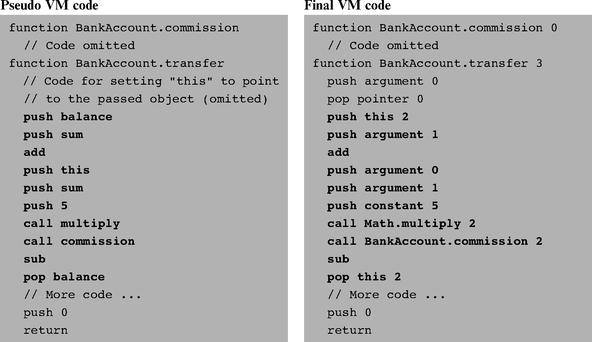 Pseudo VM code
function BankAccount.commission
// Code omitted
function BankAccount.transfer
// Code for setting "this" to point
// to the passed object (omitted)
push balance
push sum
add
push this
push sum
push 5
call multiply
call commission
sub
pop balance
// More code ...
push 0
return
Final VM code
function BankAccount.commission 0
// Code omitted
function BankAccount.transfer 3
push argument 0
pop pointer 0
push this 2
push argument 1
add
push argument 0
push argument 1
push constant 5
call Math.multiply 2
call BankAccount.commission 2
sub
pop this 2
// More code ...
push 0
return